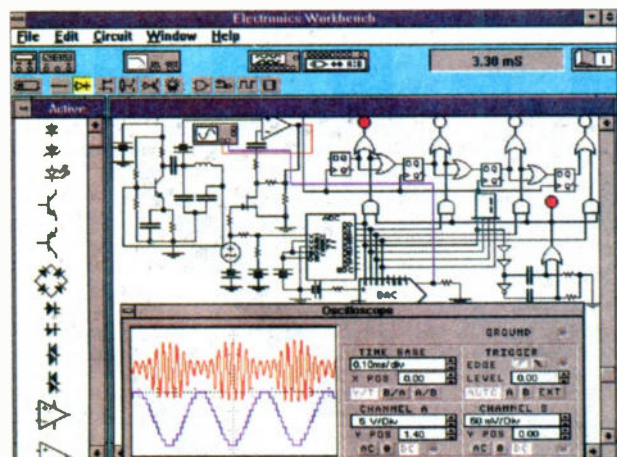 Electronics Workbench
File Edit Circuit Window Help
3.30 mS
Active
ADC
DAC
Oscilloscope
GROUND
TIME BASE
0.10ms/div
X POS 0.00
Y/T B/A A/B
TRIGGER
EDGE
LEVEL 0.00
AUTO A B EXT
CHANNEL A
5 V/Div
Y POS 1.40
AC 0 DC
CHANNEL B
50 mV/Div
Y POS 0.00
AC 0 DC